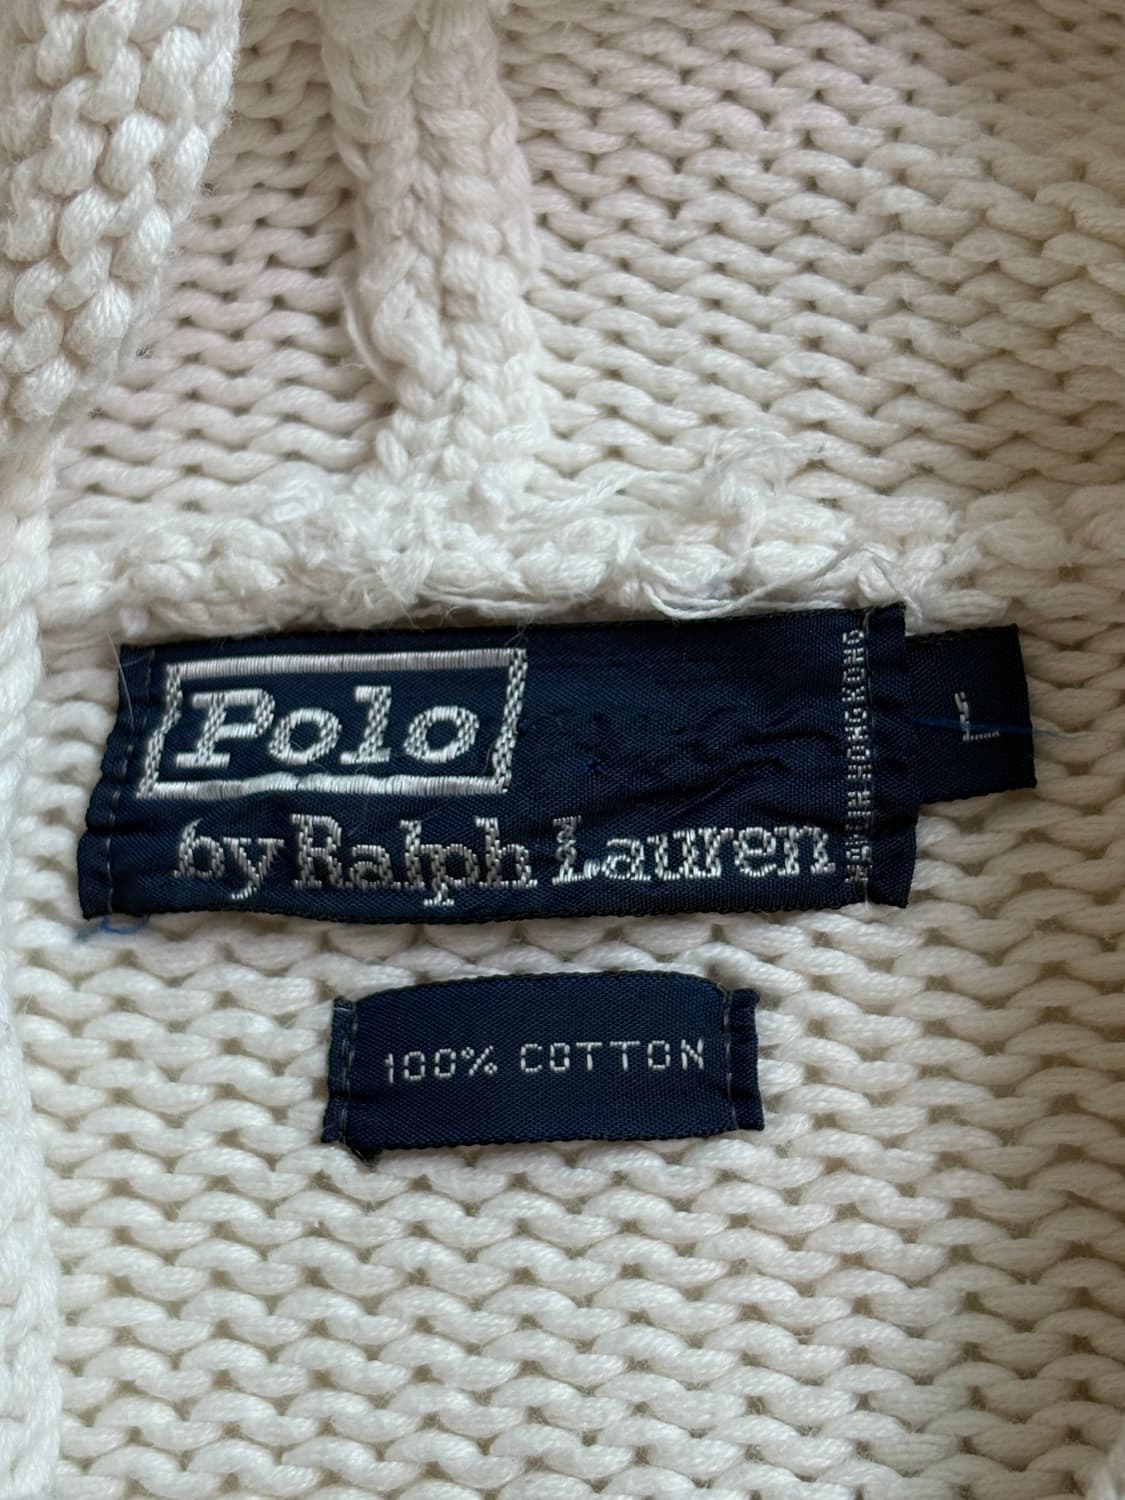 Polo
by Ralph Lauren
MADE IN HONG KONG
L
100% COTTON